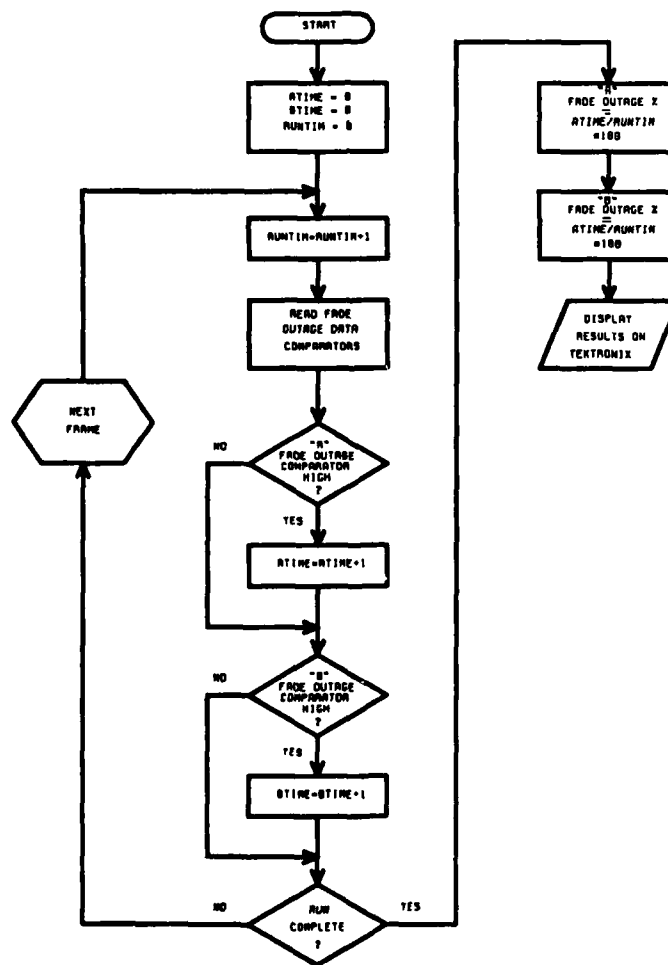 START
ATIME = 0
BTIME = 0
RUNTIM = 0
RUNTIM=RUNTIM+1
READ FADE
OUTAGE DATA
COMPARATORS
NEXT
FRAME
"A"
FADE OUTAGE
COMPARATOR
HIGH
?
NO
YES
ATIME=ATIME+1
"B"
FADE OUTAGE
COMPARATOR
HIGH
?
NO
YES
BTIME=BTIME+1
RUN
COMPLETE
?
NO
YES
"A"
FADE OUTAGE %
=
ATIME/RUNTIM
*100
"B"
FADE OUTAGE %
=
ATIME/RUNTIM
*100
DISPLAY
RESULTS ON
TEKTRONIX